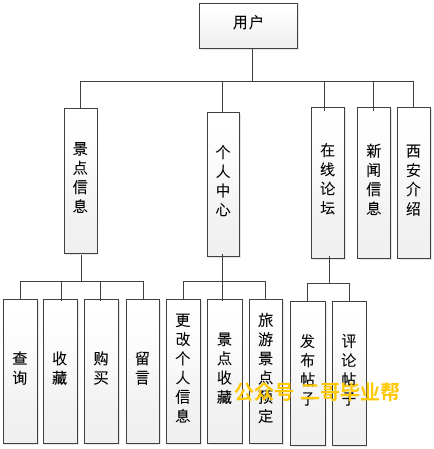 用户
景点信息
个人中心
在线论坛
新闻信息
西安介绍
查询
收藏
购买
留言
更改个人信息
景点收藏
旅游景点预定
发布帖子
评论帖子
公众号 二哥毕业帮